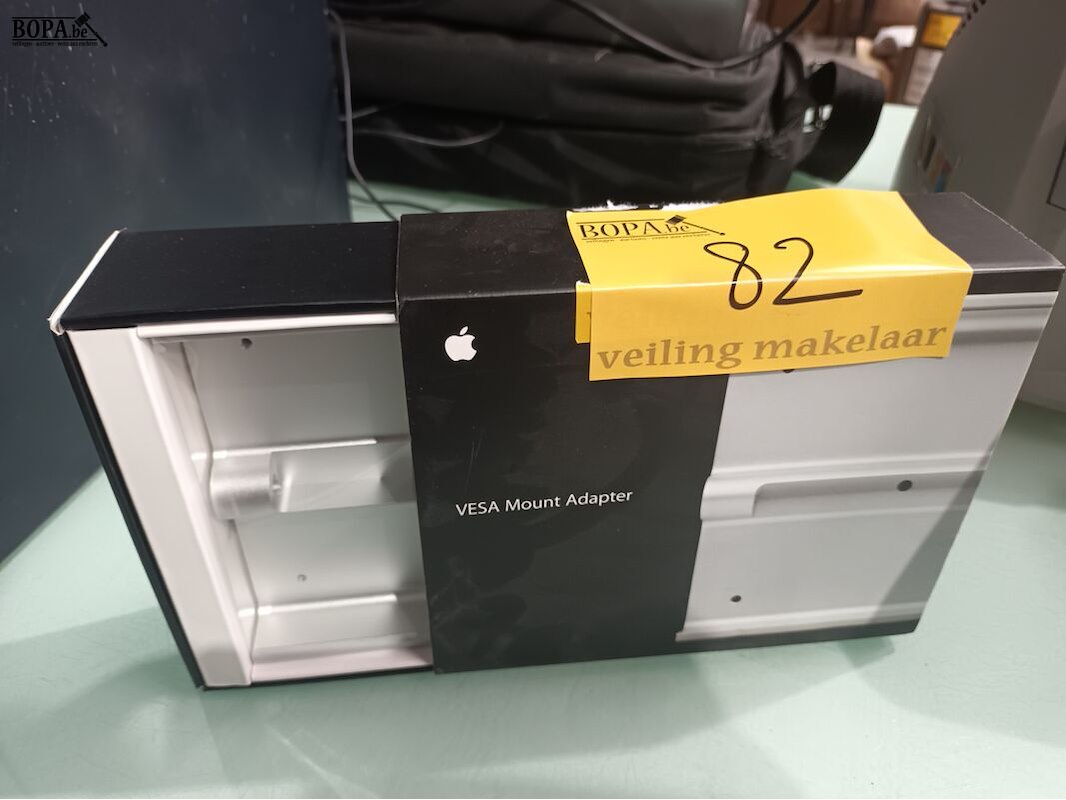 BOPA.be
BOPA.be
82
veiling makelaar
VESA Mount Adapter